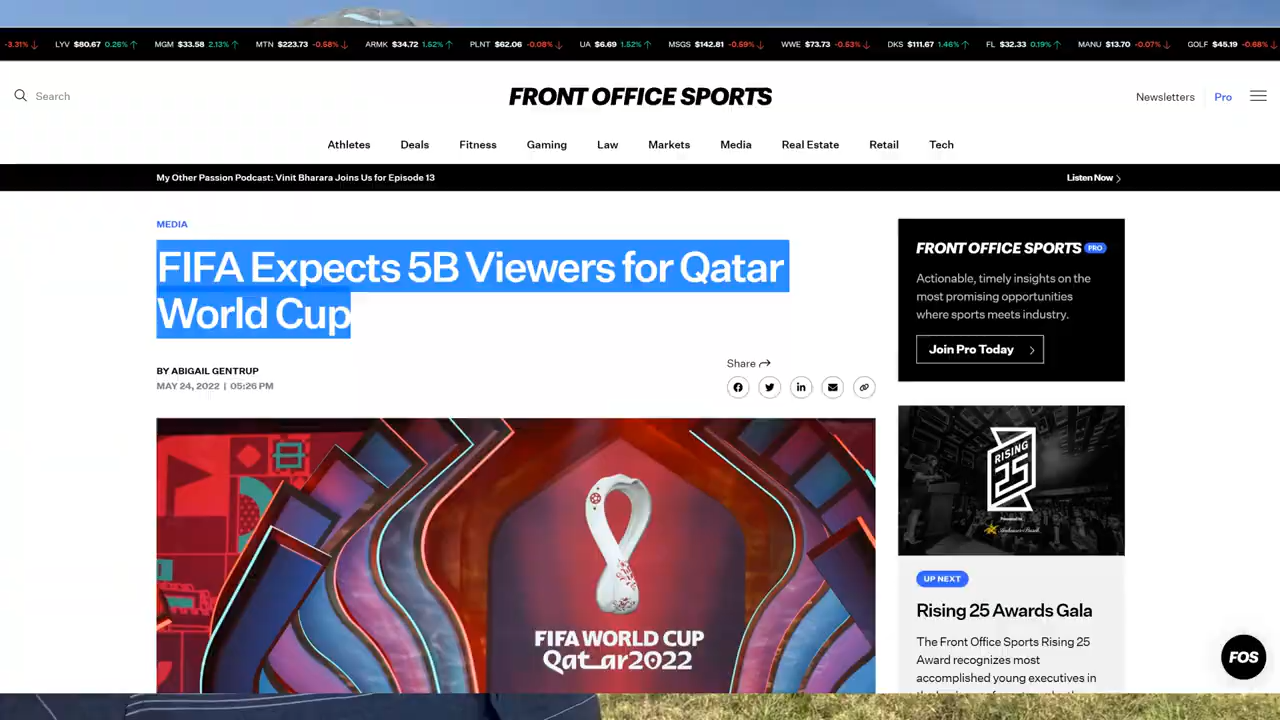 -3.31% LYV $80.67 0.26% MGM $33.58 2.13% MTN $223.73 -0.58% ARMK $34.72 1.52% PLNT $62.06 -0.08% UA $6.69 1.52% MSGS $142.81 -0.59% WWE $73.73 -0.53% DKS $111.67 1.46% FL $32.33 0.19% MANU $13.70 -0.07% GOLF $45.19 -0.68%
Search
FRONT OFFICE SPORTS
Newsletters Pro
Athletes Deals Fitness Gaming Law Markets Media Real Estate Retail Tech
My Other Passion Podcast: Vinit Bharara Joins Us for Episode 13
Listen Now
MEDIA
FIFA Expects 5B Viewers for Qatar
World Cup
BY ABIGAIL GENTRUP
MAY 24, 2022 | 05:26 PM
Share
FIFA WORLD CUP
Qatar2022
FRONT OFFICE SPORTS PRO
Actionable, timely insights on the
most promising opportunities
where sports meets industry.
Join Pro Today
RISING
25
UP NEXT
Rising 25 Awards Gala
The Front Office Sports Rising 25
Award recognizes most
accomplished young executives in
FOS